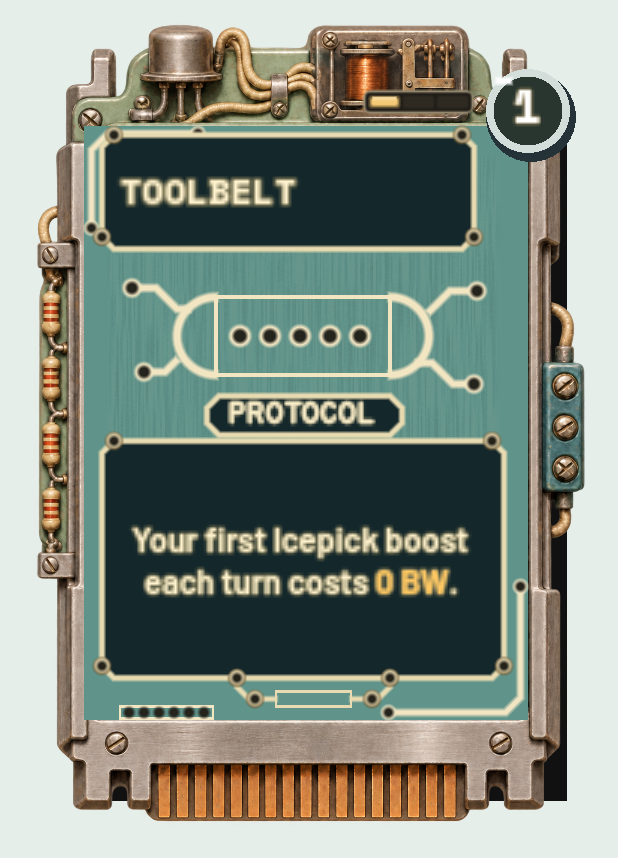 1
TOOLBELT
PROTOCOL
Your first Icepick boost
each turn costs 0 BW.